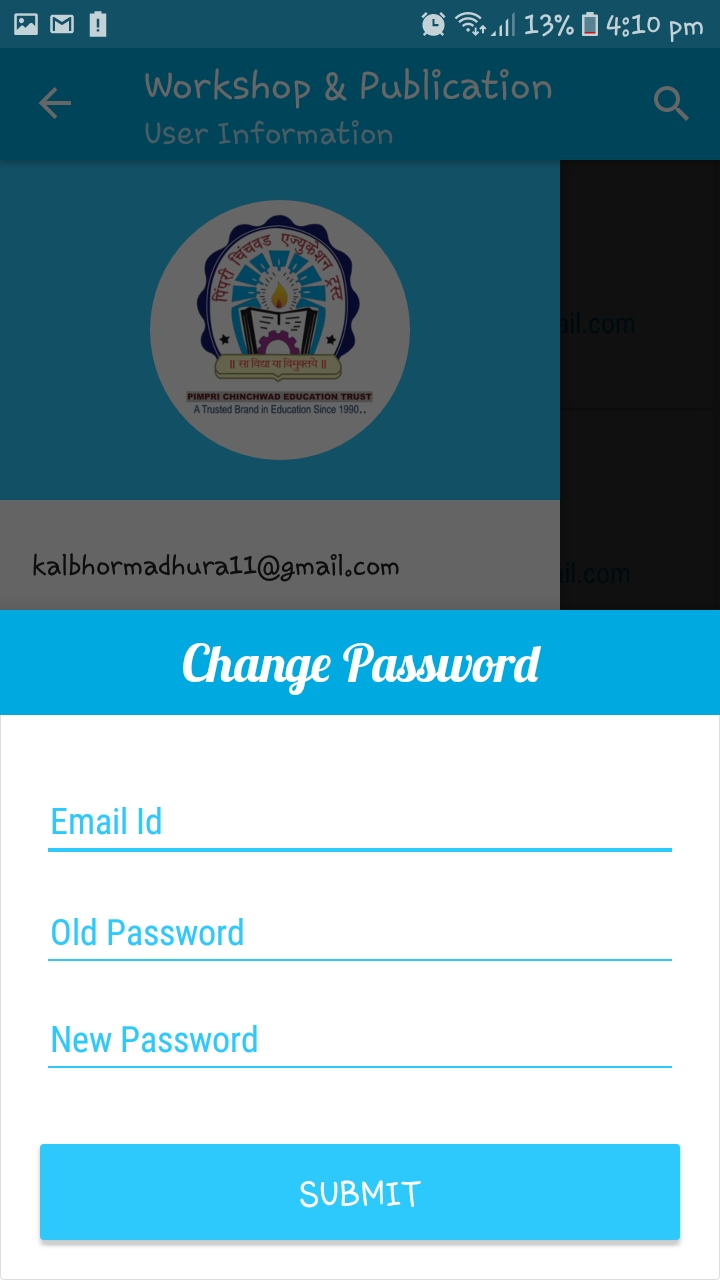 13% 4:10 pm
Workshop & Publication
User Information
पिंपरी चिंचवड एज्युकेशन ट्रस्ट
॥ सा विद्या या विमुक्तये ॥
PIMPRI CHINCHWAD EDUCATION TRUST
A Trusted Brand in Education Since 1990..
ail.com
kalbhormadhura11@gmail.com
il.com
Change Password
Email Id
Old Password
New Password
SUBMIT